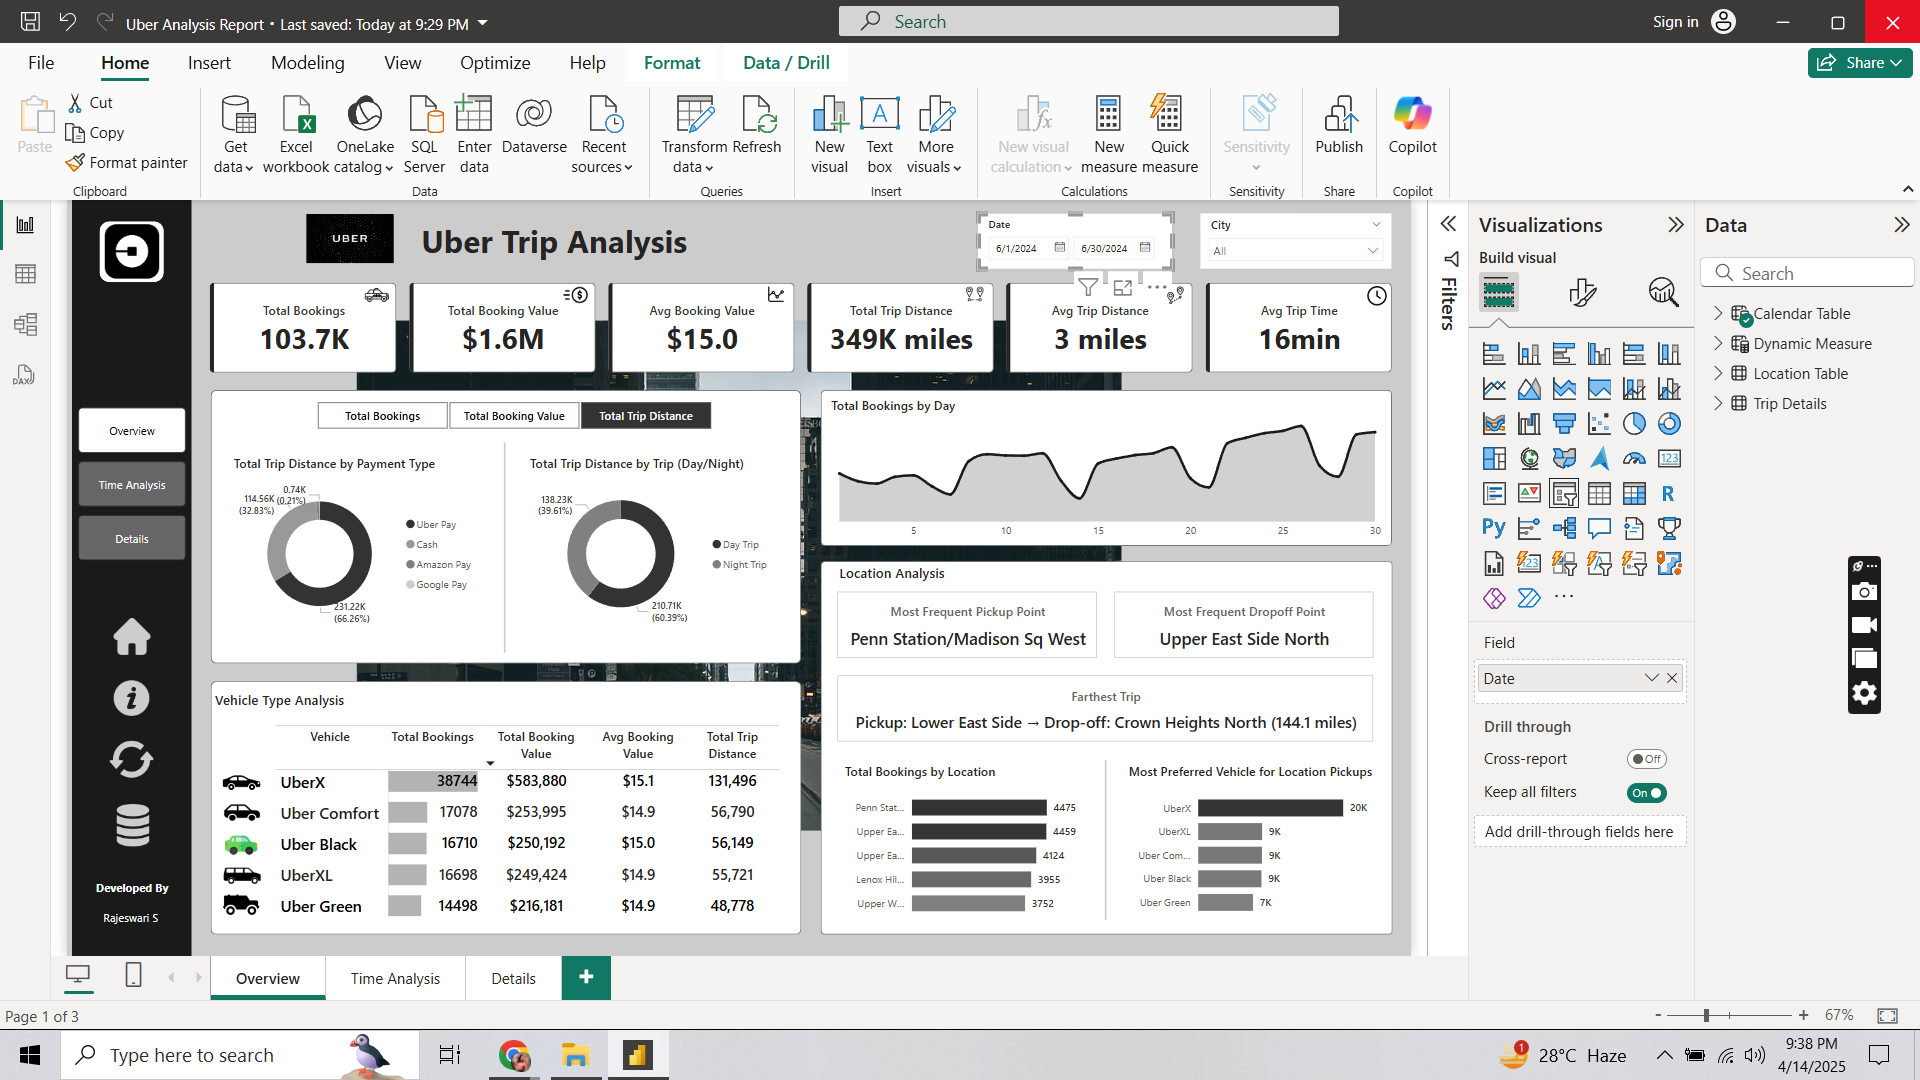 Uber Analysis Report • Last saved: Today at 9:29 PM
Search
Sign in
File
Home
Insert
Modeling
View
Optimize
Help
Format
Data / Drill
Share
Paste
Cut
Copy
Format painter
Clipboard
Get data
Excel workbook
OneLake catalog
SQL Server
Enter data
Dataverse
Recent sources
Data
Transform data
Refresh
Queries
New visual
Text box
More visuals
Insert
New visual calculation
New measure
Quick measure
Calculations
Sensitivity
Sensitivity
Publish
Share
Copilot
Copilot
UBER
Uber Trip Analysis
Date
6/1/2024
6/30/2024
City
All
Total Bookings
103.7K
Total Booking Value
$1.6M
Avg Booking Value
$15.0
Total Trip Distance
349K miles
Avg Trip Distance
3 miles
Avg Trip Time
16min
Overview
Time Analysis
Details
Developed By
Rajeswari S
Total Bookings
Total Booking Value
Total Trip Distance
Total Trip Distance by Payment Type
0.74K
(0.21%)
114.56K
(32.83%)
231.22K
(66.26%)
Uber Pay
Cash
Amazon Pay
Google Pay
Total Trip Distance by Trip (Day/Night)
138.23K
(39.61%)
210.71K
(60.39%)
Day Trip
Night Trip
Total Bookings by Day
5 10 15 20 25 30
Vehicle Type Analysis
Vehicle Total Bookings Total Booking Value Avg Booking Value Total Trip Distance
UberX 38744 $583,880 $15.1 131,496
Uber Comfort 17078 $253,995 $14.9 56,790
Uber Black 16710 $250,192 $15.0 56,149
UberXL 16698 $249,424 $14.9 55,721
Uber Green 14498 $216,181 $14.9 48,778
Location Analysis
Most Frequent Pickup Point
Penn Station/Madison Sq West
Most Frequent Dropoff Point
Upper East Side North
Farthest Trip
Pickup: Lower East Side → Drop-off: Crown Heights North (144.1 miles)
Total Bookings by Location
Penn Stat... 4475
Upper Ea... 4459
Upper Ea... 4124
Lenox Hil... 3955
Upper W... 3752
Most Preferred Vehicle for Location Pickups
UberX 20K
UberXL 9K
Uber Com... 9K
Uber Black 9K
Uber Green 7K
Filters
Visualizations
Build visual
Field
Date
Drill through
Cross-report
Off
Keep all filters
On
Add drill-through fields here
Data
Search
Calendar Table
Dynamic Measure
Location Table
Trip Details
DAX
123
R
Py
123
Overview
Time Analysis
Details
+
Page 1 of 3
- + 67%
Type here to search
1
28°C Haze
9:38 PM
4/14/2025